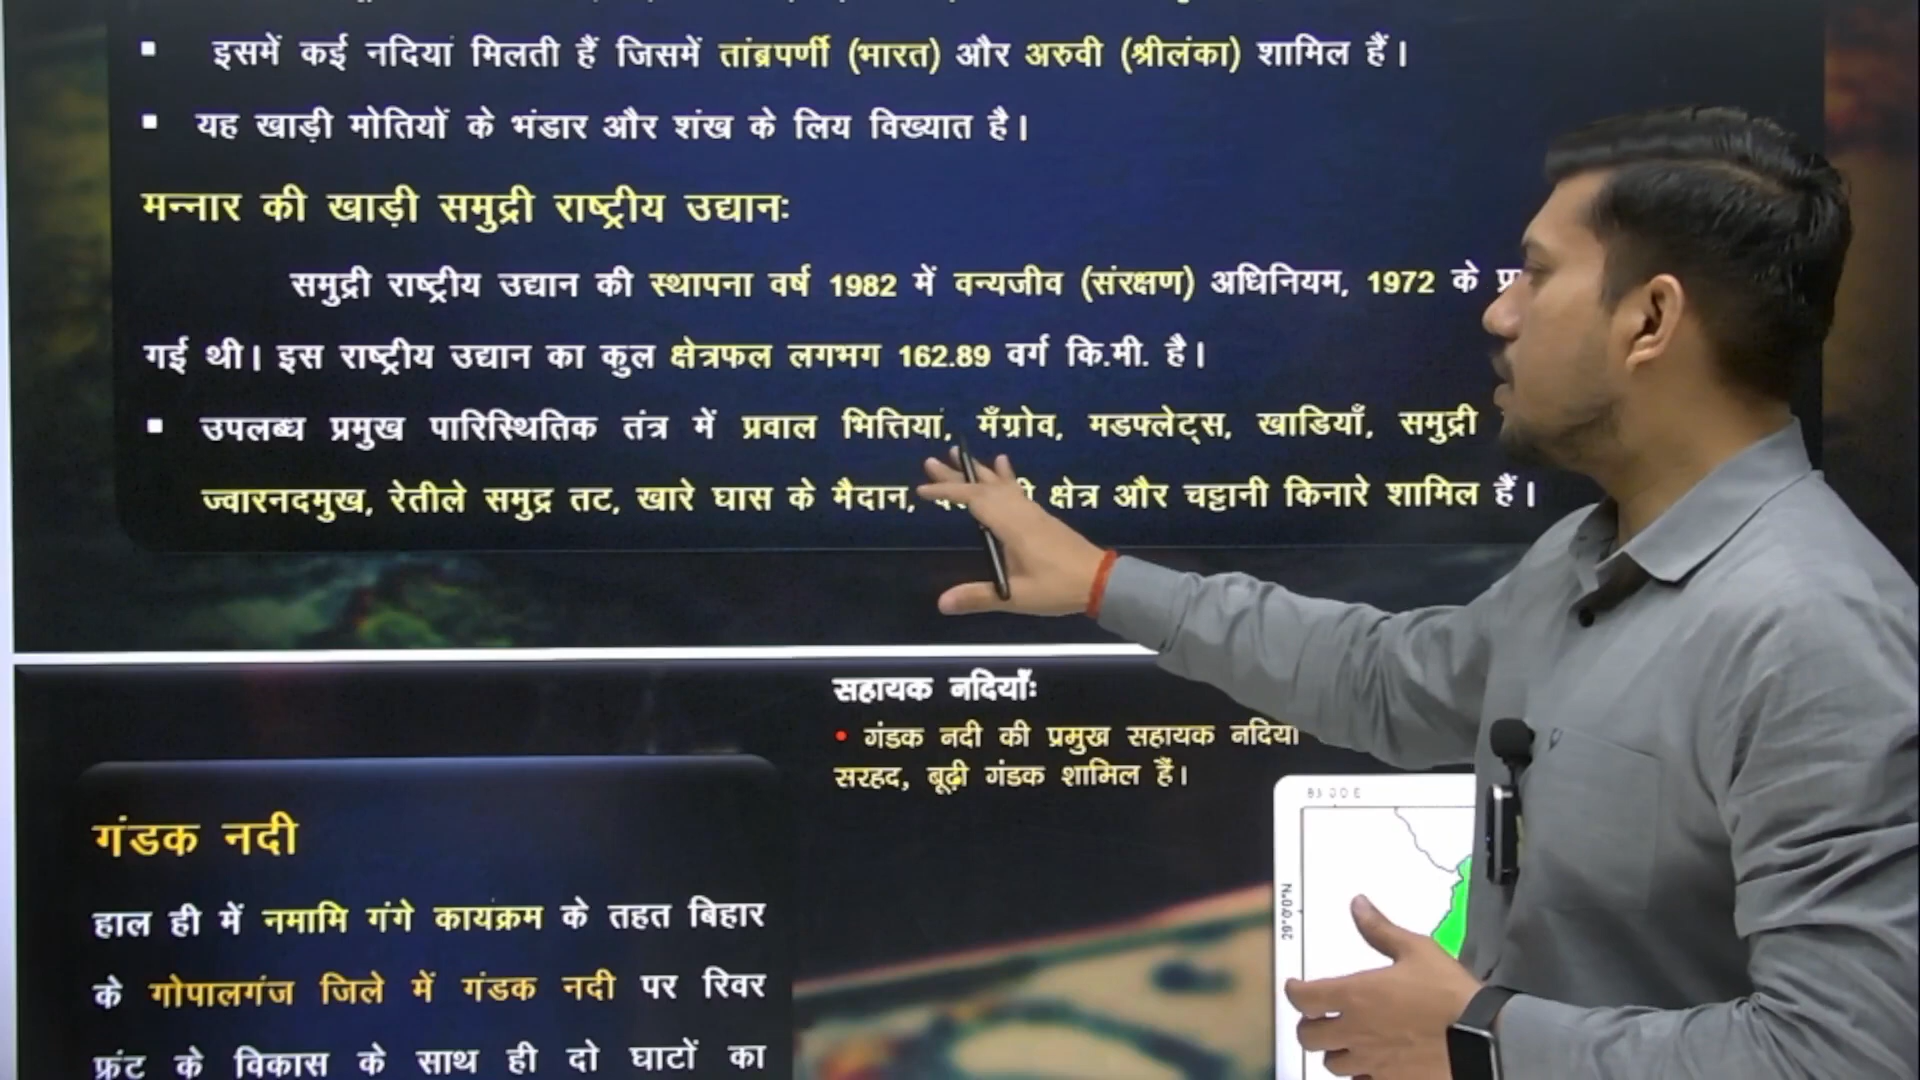 इसमें कई नदियां मिलती हैं जिसमें तांब्रपर्णी (भारत) और अरुवी (श्रीलंका) शामिल हैं।
यह खाड़ी मोतियों के भंडार और शंख के लिय विख्यात है।
मन्नार की खाड़ी समुद्री राष्ट्रीय उद्यानः
समुद्री राष्ट्रीय उद्यान की स्थापना वर्ष 1982 में वन्यजीव (संरक्षण) अधिनियम, 1972 के
गई थी। इस राष्ट्रीय उद्यान का कुल क्षेत्रफल लगभग 162.89 वर्ग कि.मी. है।
उपलब्ध प्रमुख पारिस्थितिक तंत्र में प्रवाल भित्तियां, मैंग्रोव, मडफ्लेट्स, खाडियाँ, समुद्री
ज्वारनदमुख, रेतीले समुद्र तट, खारे घास के मैदान, क्षेत्र और चट्टानी किनारे शामिल हैं।
सहायक नदियाँः
• गंडक नदी की प्रमुख सहायक नदियां
सरहद, बूढ़ी गंडक शामिल हैं।
गंडक नदी
हाल ही में नमामि गंगे कार्यक्रम के तहत बिहार
के गोपालगंज जिले में गंडक नदी पर रिवर
फ्रंट के विकास के साथ ही दो घाटों का
26°0'0"N